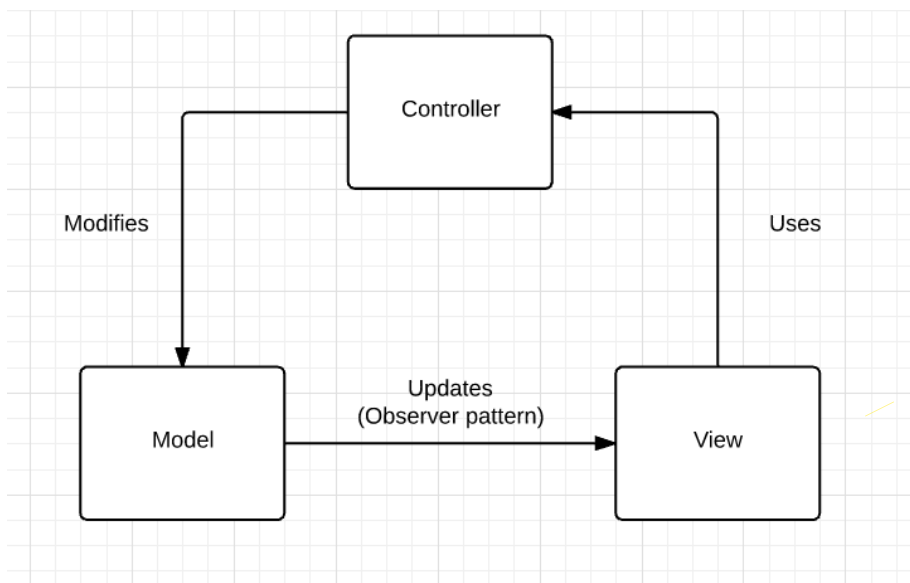 Controller
Modifies
Uses
Updates
(Observer pattern)
Model
View